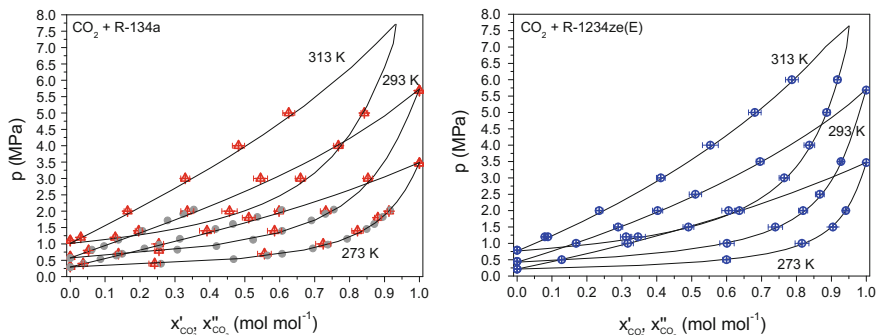 CO₂ + R-134a
313 K
293 K
273 K
p (MPa)
8.0
7.5
7.0
6.5
6.0
5.5
5.0
4.5
4.0
3.5
3.0
2.5
2.0
1.5
1.0
0.5
0.0
0.0 0.1 0.2 0.3 0.4 0.5 0.6 0.7 0.8 0.9 1.0
x'CO₂, x''CO₂ (mol mol⁻¹)
CO₂ + R-1234ze(E)
313 K
293 K
273 K
p (MPa)
8.0
7.5
7.0
6.5
6.0
5.5
5.0
4.5
4.0
3.5
3.0
2.5
2.0
1.5
1.0
0.5
0.0
0.0 0.1 0.2 0.3 0.4 0.5 0.6 0.7 0.8 0.9 1.0
x'CO₂, x''CO₂ (mol mol⁻¹)